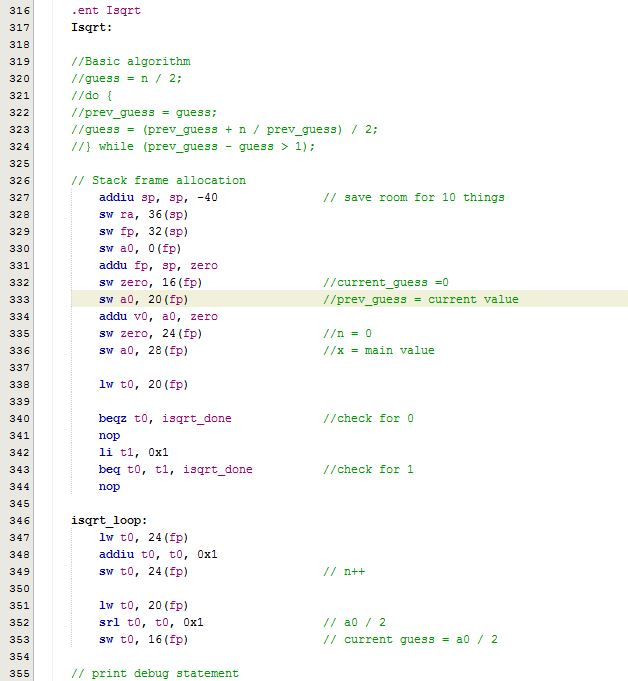 316 .ent Isqrt
317 Isqrt:
318
319 //Basic algorithm
320 //guess = n / 2;
321 //do {
322 //prev_guess = guess;
323 //guess = (prev_guess + n / prev_guess) / 2;
324 //} while (prev_guess - guess > 1);
325
326 // Stack frame allocation
327 addiu sp, sp, -40 // save room for 10 things
328 sw ra, 36(sp)
329 sw fp, 32(sp)
330 sw a0, 0(fp)
331 addu fp, sp, zero
332 sw zero, 16(fp) //current_guess =0
333 sw a0, 20(fp) //prev_guess = current value
334 addu v0, a0, zero
335 sw zero, 24(fp) //n = 0
336 sw a0, 28(fp) //x = main value
337
338 lw t0, 20(fp)
339
340 beqz t0, isqrt_done //check for 0
341 nop
342 li t1, 0x1
343 beq t0, t1, isqrt_done //check for 1
344 nop
345
346 isqrt_loop:
347 lw t0, 24(fp)
348 addiu t0, t0, 0x1
349 sw t0, 24(fp) // n++
350
351 lw t0, 20(fp)
352 srl t0, t0, 0x1 // a0 / 2
353 sw t0, 16(fp) // current guess = a0 / 2
354
355 // print debug statement